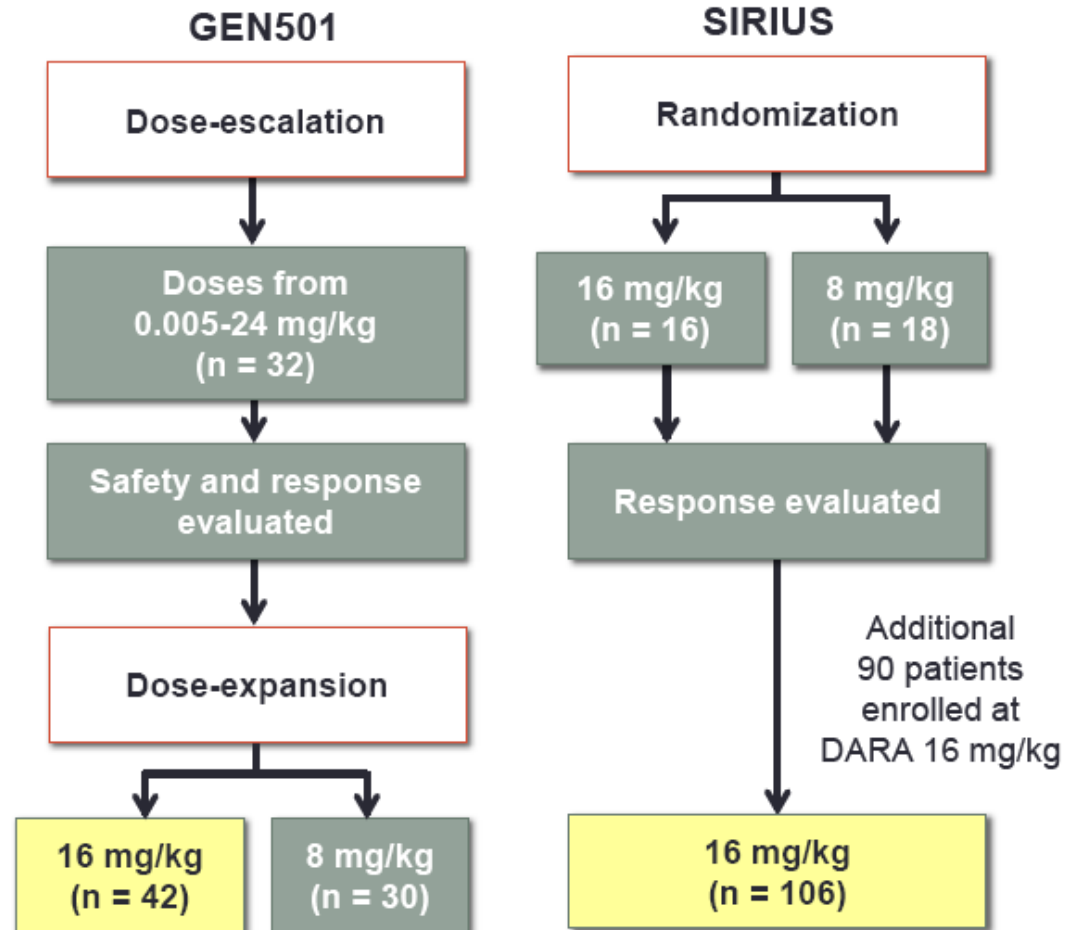 GEN501
Dose-escalation
Doses from
0.005-24 mg/kg
(n = 32)
Safety and response
evaluated
Dose-expansion
16 mg/kg
(n = 42)
8 mg/kg
(n = 30)
SIRIUS
Randomization
16 mg/kg
(n = 16)
8 mg/kg
(n = 18)
Response evaluated
Additional
90 patients
enrolled at
DARA 16 mg/kg
16 mg/kg
(n = 106)